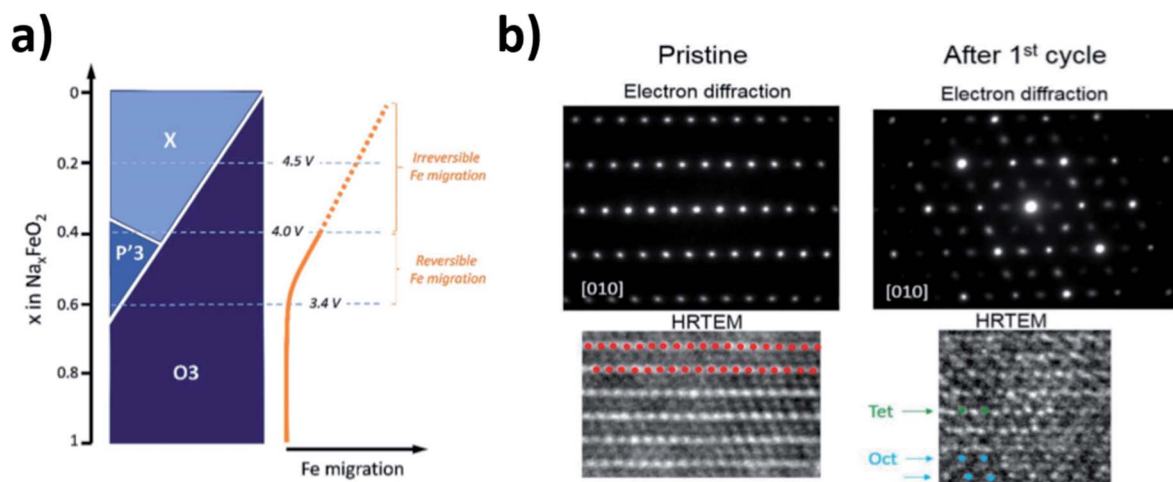 a)
x in NaₓFeO₂
0
0.2
0.4
0.6
0.8
1
X
P'3
O3
4.5 V
4.0 V
3.4 V
Irreversible
Fe migration
Reversible
Fe migration
Fe migration
b)
Pristine
Electron diffraction
[010]
HRTEM
After 1st cycle
Electron diffraction
[010]
HRTEM
Tet
Oct